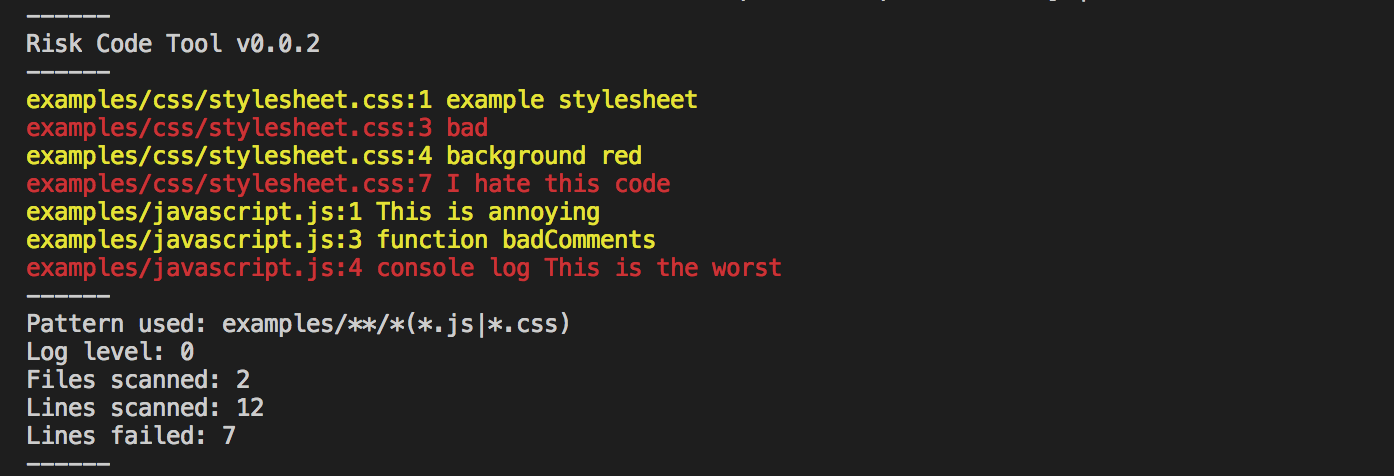 ------
Risk Code Tool v0.0.2
------
examples/css/stylesheet.css:1 example stylesheet
examples/css/stylesheet.css:3 bad
examples/css/stylesheet.css:4 background red
examples/css/stylesheet.css:7 I hate this code
examples/javascript.js:1 This is annoying
examples/javascript.js:3 function badComments
examples/javascript.js:4 console log This is the worst
------
Pattern used: examples/**/*(*.js|*.css)
Log level: 0
Files scanned: 2
Lines scanned: 12
Lines failed: 7
------